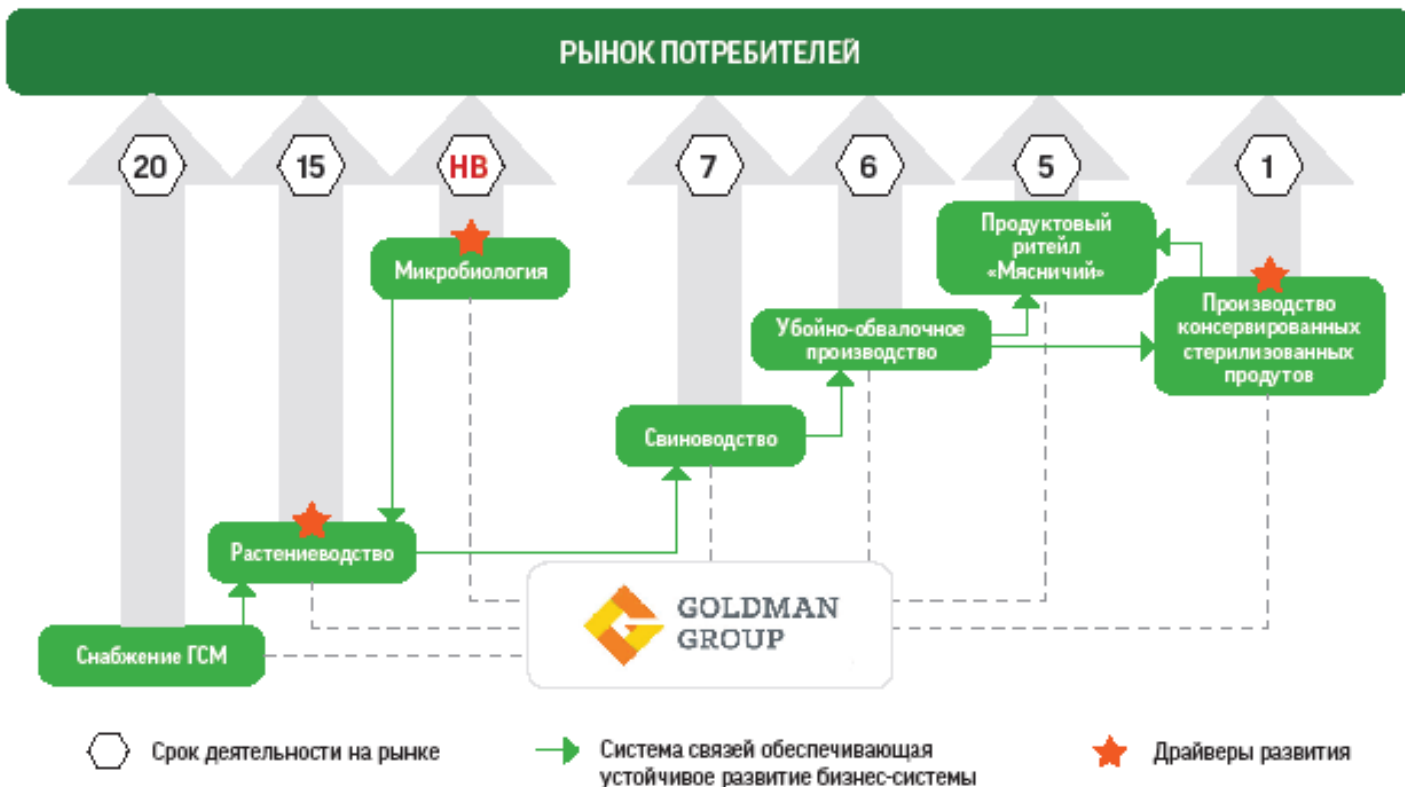 РЫНОК ПОТРЕБИТЕЛЕЙ
20
15
НВ
7
6
5
1
Продуктовый
ритейл
«Мясничий»
Микробиология
Производство
консервированных
стерилизованных
продутов
Убойно-обвалочное
производство
Свиноводство
Растениеводство
GOLDMAN
GROUP
Снабжение ГСМ
Срок деятельности на рынке
Система связей обеспечивающая
устойчивое развитие бизнес-системы
Драйверы развития